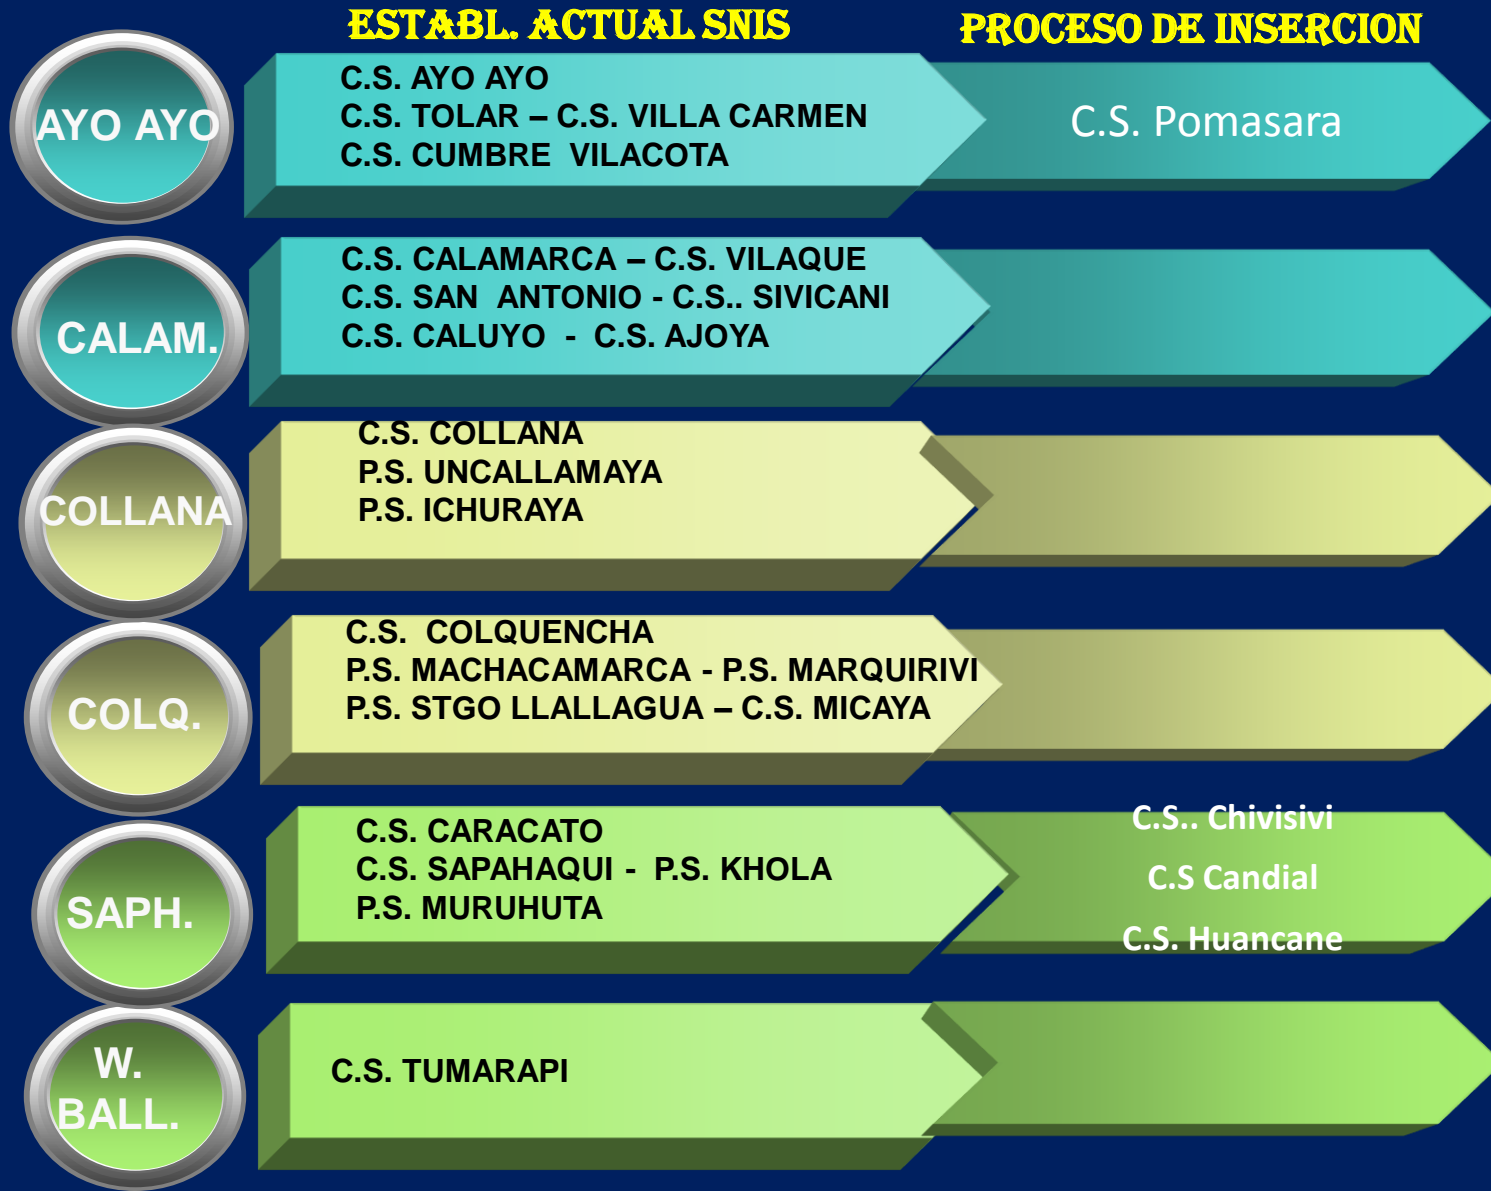 ESTABL. ACTUAL SNIS
PROCESO DE INSERCION
AYO AYO
C.S. AYO AYO
C.S. TOLAR – C.S. VILLA CARMEN
C.S. CUMBRE VILACOTA
C.S. Pomasara
CALAM.
C.S. CALAMARCA – C.S. VILAQUE
C.S. SAN ANTONIO - C.S.. SIVICANI
C.S. CALUYO - C.S. AJOYA
COLLANA
C.S. COLLANA
P.S. UNCALLAMAYA
P.S. ICHURAYA
COLQ.
C.S. COLQUENCHA
P.S. MACHACAMARCA - P.S. MARQUIRIVI
P.S. STGO LLALLAGUA – C.S. MICAYA
SAPH.
C.S. CARACATO
C.S. SAPAHAQUI - P.S. KHOLA
P.S. MURUHUTA
C.S.. Chivisivi
C.S Candial
C.S. Huancane
W.
BALL.
C.S. TUMARAPI